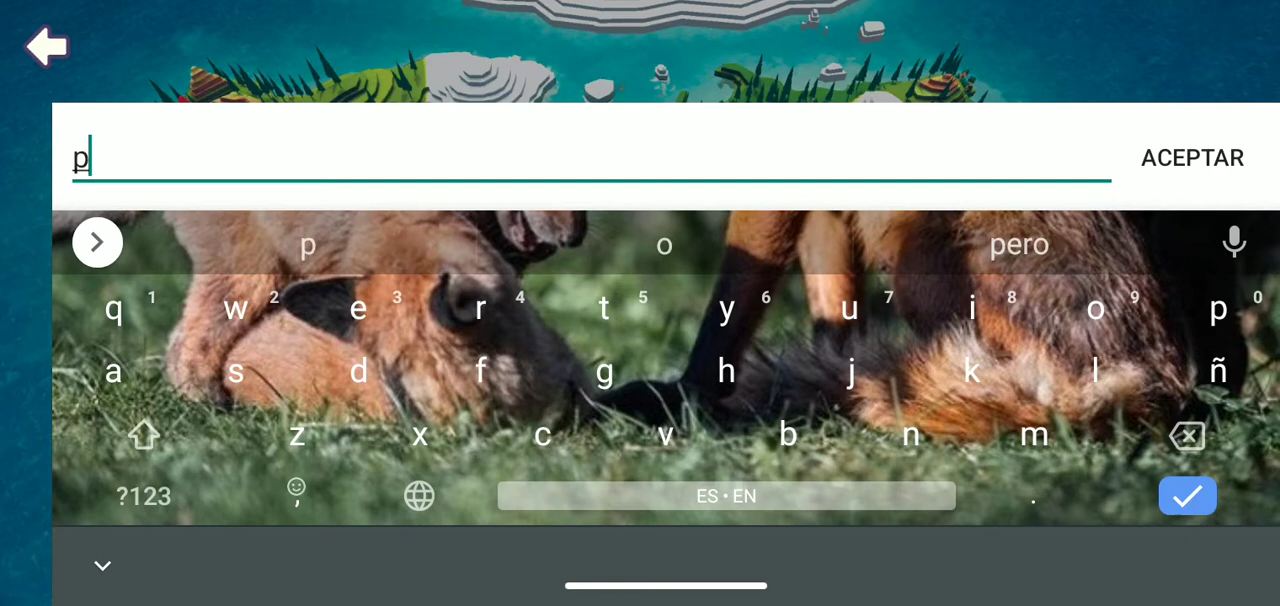 p
ACEPTAR
p o pero
q 1 w 2 e 3 r 4 t 5 y 6 u 7 i 8 o 9 p 0
a s d f g h j k l ñ
z x c v b n m
?123 , ES • EN .